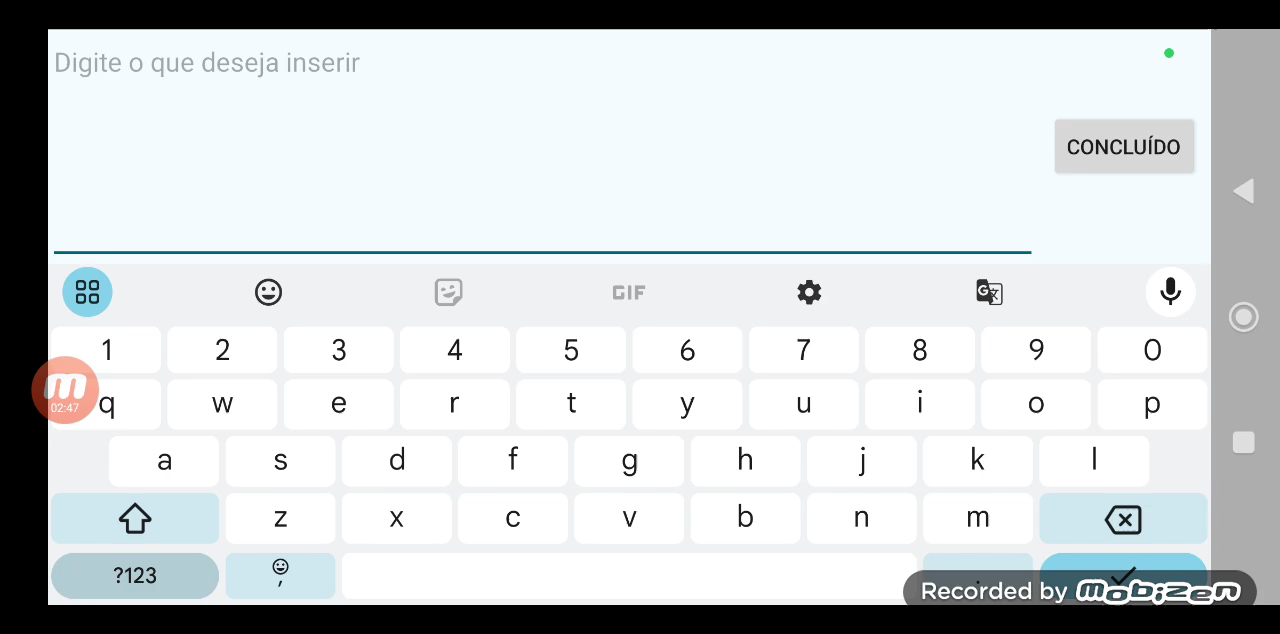 Digite o que deseja inserir
CONCLUÍDO
GIF
G 文
1 2 3 4 5 6 7 8 9 0
02:47
q w e r t y u i o p
a s d f g h j k l
z x c v b n m
?123 , .
Recorded by mobizen